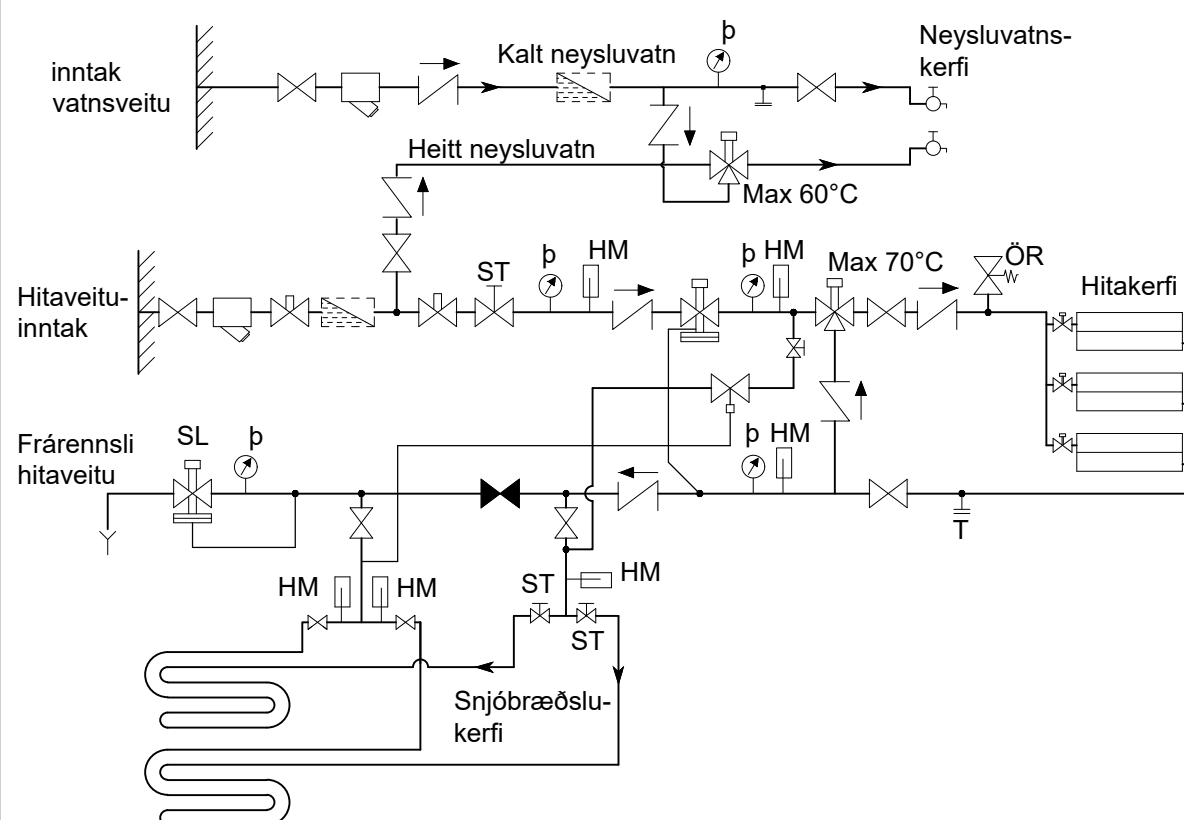 inntak
vatnsveitu
Kalt neysluvatn
þ
Neysluvatns-
kerfi
Heitt neysluvatn
Max 60°C
Hitaveitu-
inntak
ST
þ
HM
þ
HM
Max 70°C
ÖR
Hitakerfi
Frárennsli
hitaveitu
SL
þ
þ
HM
T
HM
HM
ST
HM
ST
Snjóbræðslu-
kerfi